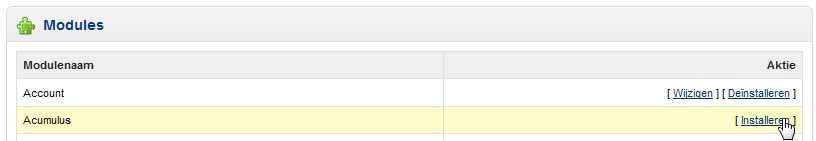 Modules
Modulenaam Aktie
Account [ Wijzigen ] [ Deïnstalleren ]
Acumulus [ Installeren ]